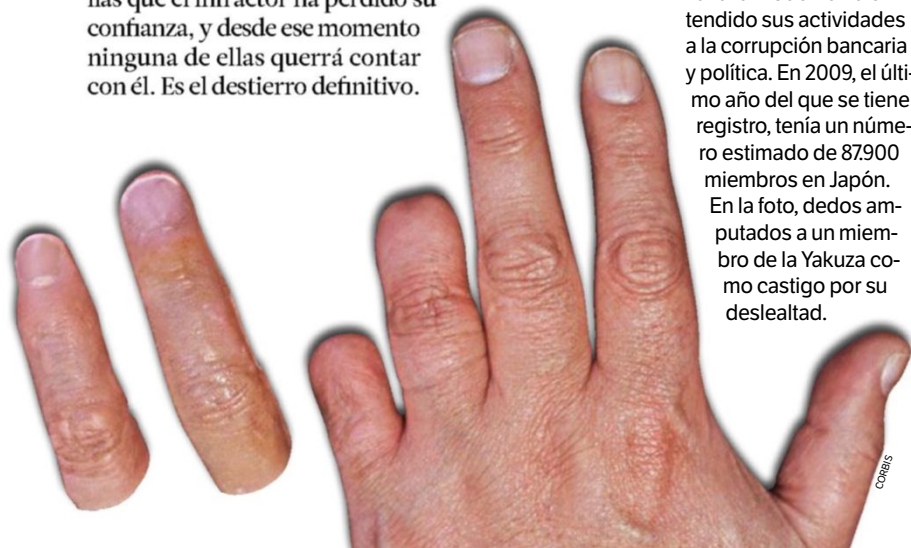 llas que el infractor ha perdido su
confianza, y desde ese momento
ninguna de ellas querrá contar
con él. Es el destierro definitivo.
tendido sus actividades
a la corrupción bancaria
y política. En 2009, el últi-
mo año del que se tiene
registro, tenía un núme-
ro estimado de 87.900
miembros en Japón.
En la foto, dedos am-
putados a un miem-
bro de la Yakuza co-
mo castigo por su
deslealtad.
CORBIS